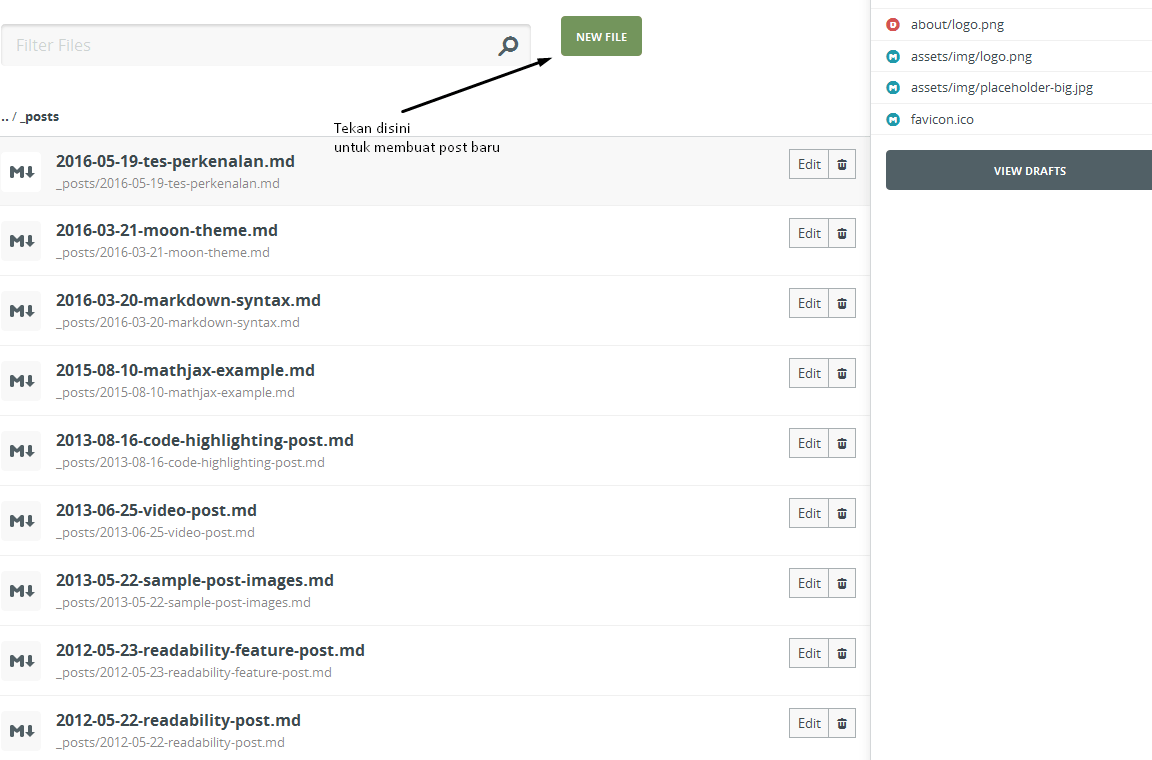 Filter Files
NEW FILE
.. / _posts
Tekan disini
untuk membuat post baru
2016-05-19-tes-perkenalan.md
_posts/2016-05-19-tes-perkenalan.md
Edit
2016-03-21-moon-theme.md
_posts/2016-03-21-moon-theme.md
Edit
2016-03-20-markdown-syntax.md
_posts/2016-03-20-markdown-syntax.md
Edit
2015-08-10-mathjax-example.md
_posts/2015-08-10-mathjax-example.md
Edit
2013-08-16-code-highlighting-post.md
_posts/2013-08-16-code-highlighting-post.md
Edit
2013-06-25-video-post.md
_posts/2013-06-25-video-post.md
Edit
2013-05-22-sample-post-images.md
_posts/2013-05-22-sample-post-images.md
Edit
2012-05-23-readability-feature-post.md
_posts/2012-05-23-readability-feature-post.md
Edit
2012-05-22-readability-post.md
_posts/2012-05-22-readability-post.md
Edit
D about/logo.png
M assets/img/logo.png
M assets/img/placeholder-big.jpg
M favicon.ico
VIEW DRAFTS